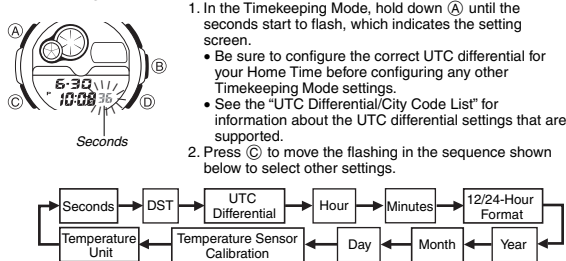 1. In the Timekeeping Mode, hold down Ⓐ until the
seconds start to flash, which indicates the setting
screen.
• Be sure to configure the correct UTC differential for
your Home Time before configuring any other
Timekeeping Mode settings.
• See the “UTC Differential/City Code List” for
information about the UTC differential settings that are
supported.
2. Press Ⓒ to move the flashing in the sequence shown
below to select other settings.
Ⓐ
Ⓑ
Ⓒ
Ⓓ
6-30
P 10:08 36
Seconds
Seconds
DST
UTC
Differential
Hour
Minutes
12/24-Hour
Format
Year
Month
Day
Temperature Sensor
Calibration
Temperature
Unit